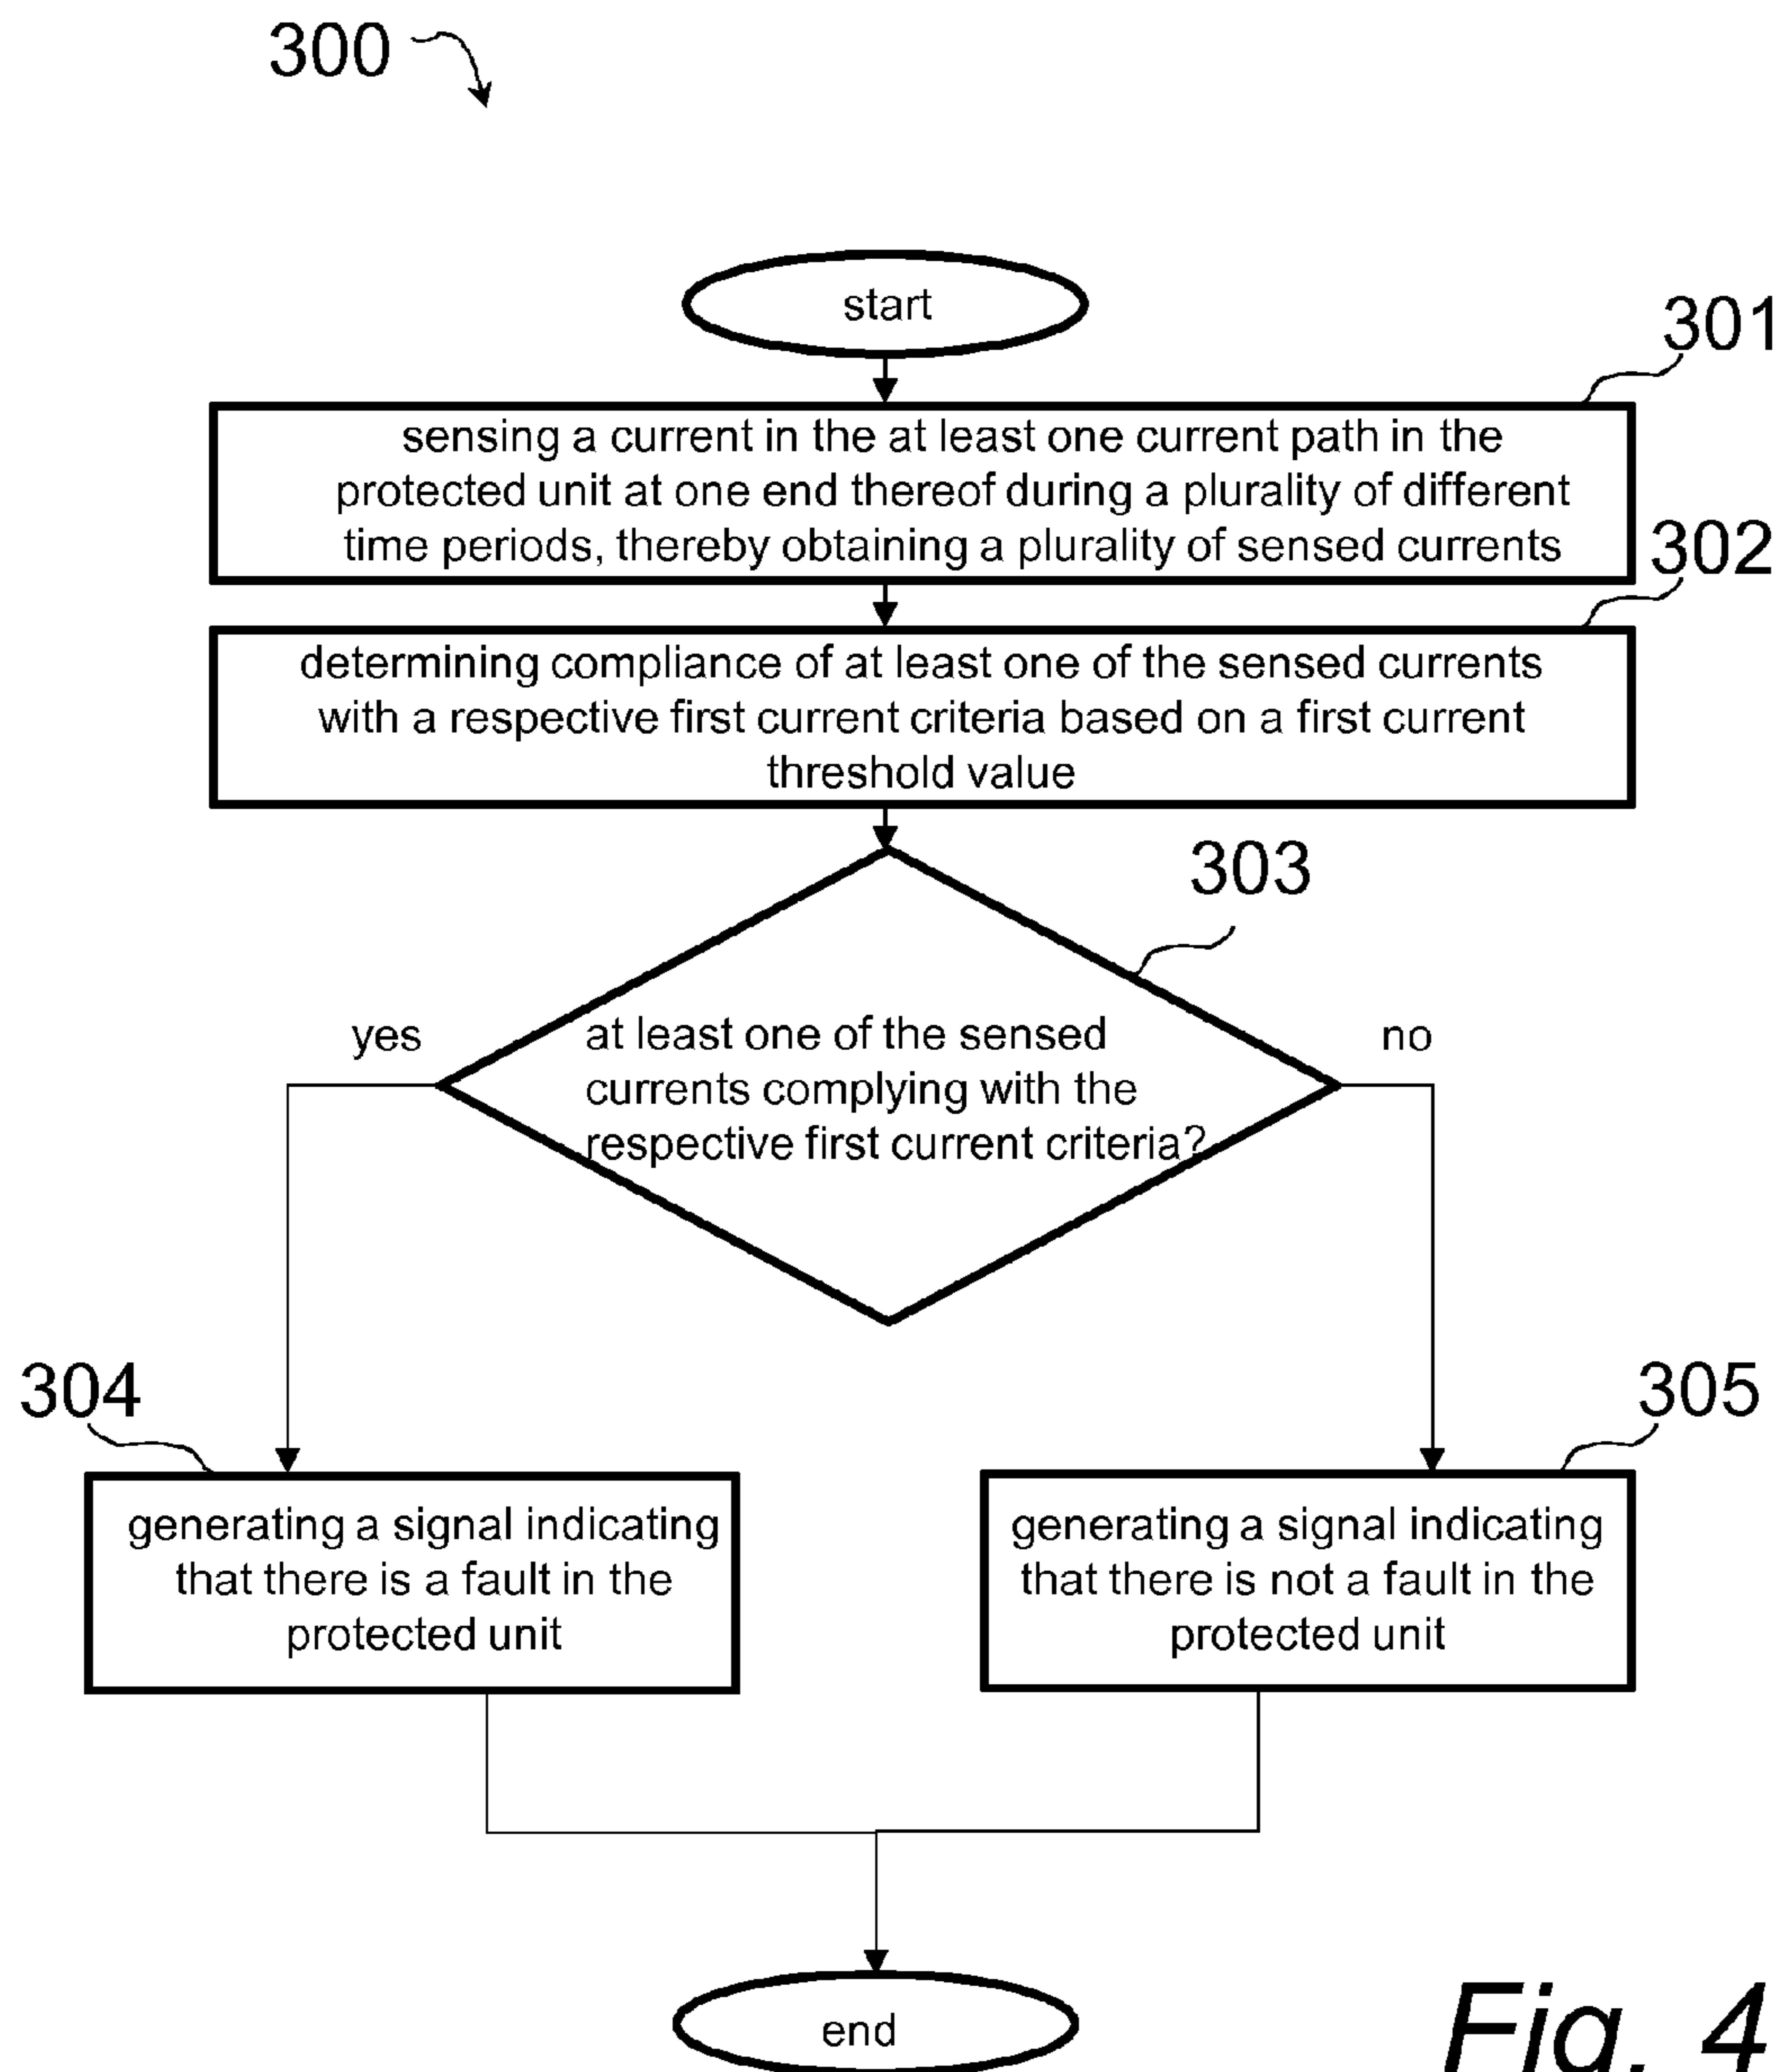 300
start
301
sensing a current in the at least one current path in the
protected unit at one end thereof during a plurality of different
time periods, thereby obtaining a plurality of sensed currents
302
determining compliance of at least one of the sensed currents
with a respective first current criteria based on a first current
threshold value
303
yes
at least one of the sensed
currents complying with the
respective first current criteria?
no
304
305
generating a signal indicating
that there is a fault in the
protected unit
generating a signal indicating
that there is not a fault in the
protected unit
end
Fig. 4